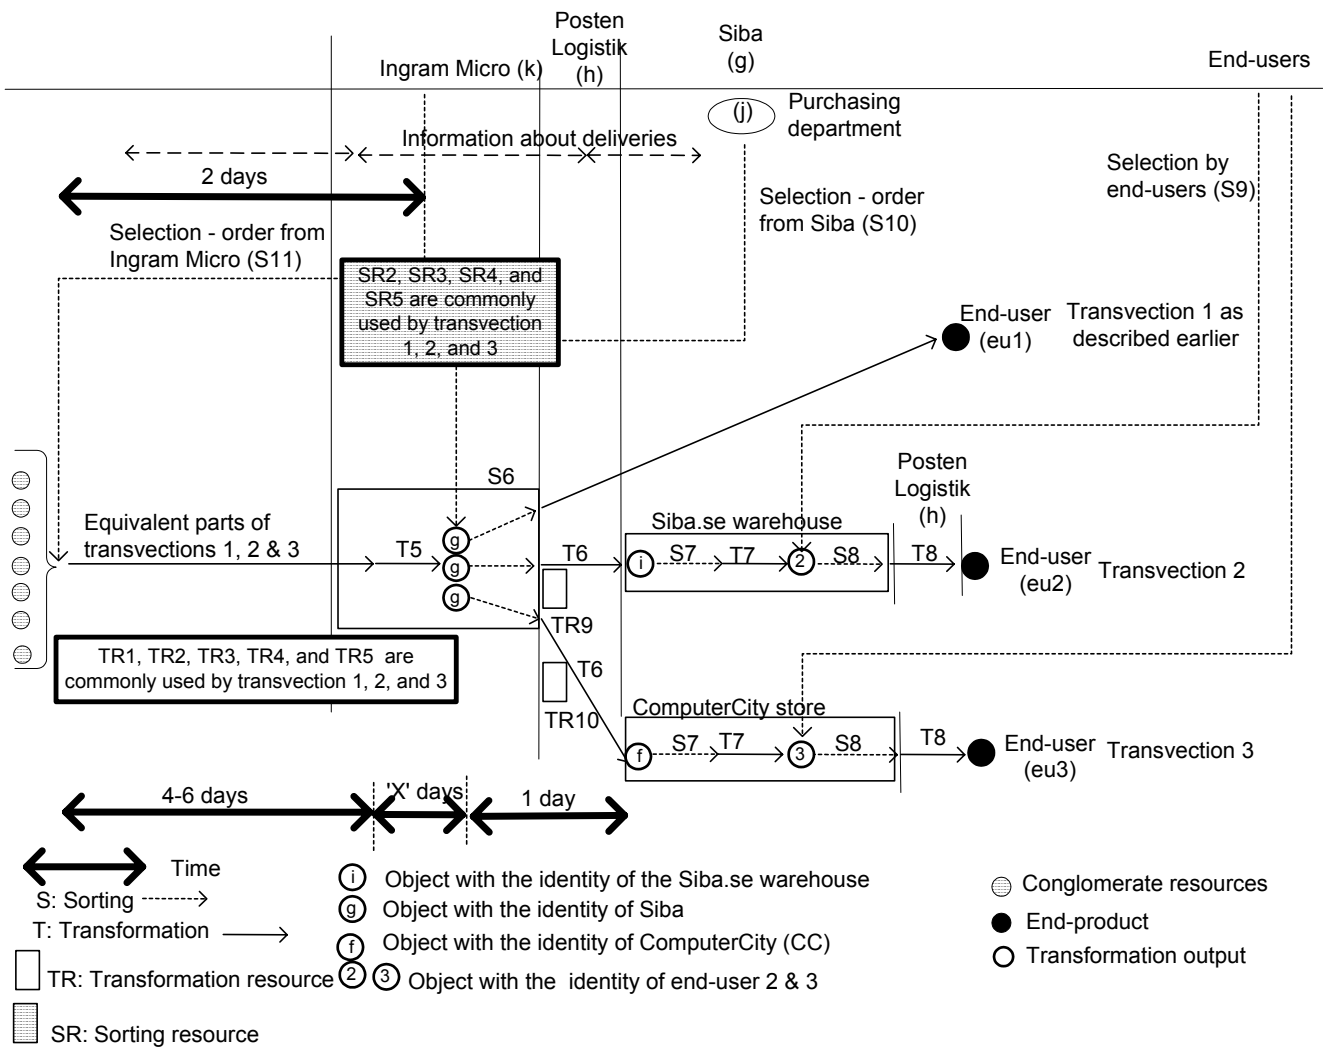 Posten
Logistik
(h)
Siba
(g)
Ingram Micro (k)
End-users
(j)
Purchasing
department
Information about deliveries
2 days
Selection by
end-users (S9)
Selection - order
from Siba (S10)
Selection - order from
Ingram Micro (S11)
SR2, SR3, SR4, and
SR5 are commonly
used by transvection
1, 2, and 3
End-user
(eu1)
Transvection 1 as
described earlier
S6
Posten
Logistik
(h)
Equivalent parts of
transvections 1, 2 & 3
T5
g
g
g
T6
TR9
Siba.se warehouse
i
S7
T7
2
S8
T8
End-user
(eu2)
Transvection 2
TR1, TR2, TR3, TR4, and TR5 are
commonly used by transvection 1, 2, and 3
T6
TR10
ComputerCity store
f
S7
T7
3
S8
T8
End-user
(eu3)
Transvection 3
4-6 days
'X' days
1 day
Time
S: Sorting
T: Transformation
TR: Transformation resource
SR: Sorting resource
i Object with the identity of the Siba.se warehouse
g Object with the identity of Siba
f Object with the identity of ComputerCity (CC)
2 3 Object with the identity of end-user 2 & 3
Conglomerate resources
End-product
Transformation output